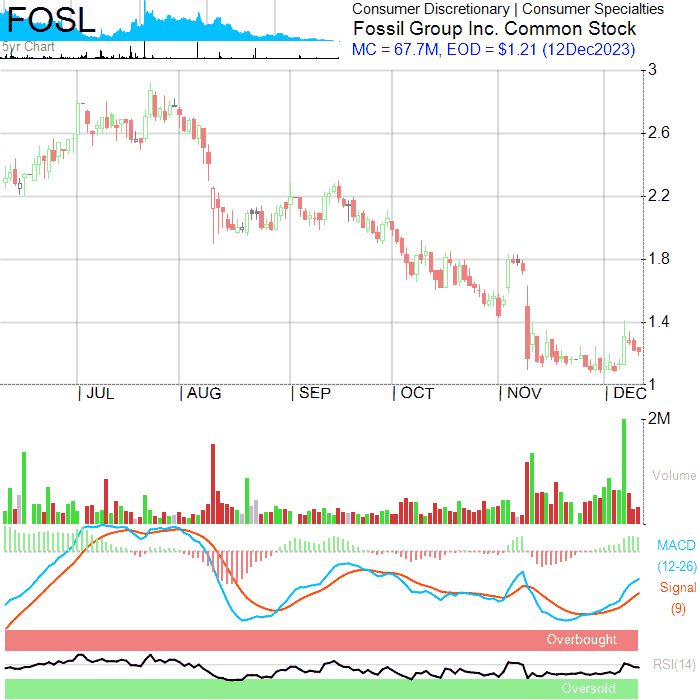 FOSL
5yr Chart
Consumer Discretionary | Consumer Specialties
Fossil Group Inc. Common Stock
MC = 67.7M, EOD = $1.21 (12Dec2023)
3
2.6
2.2
1.8
1.4
1
| JUL | AUG | SEP | OCT | NOV | DEC
2M
Volume
MACD
(12-26)
Signal
(9)
Overbought
RSI(14)
Oversold